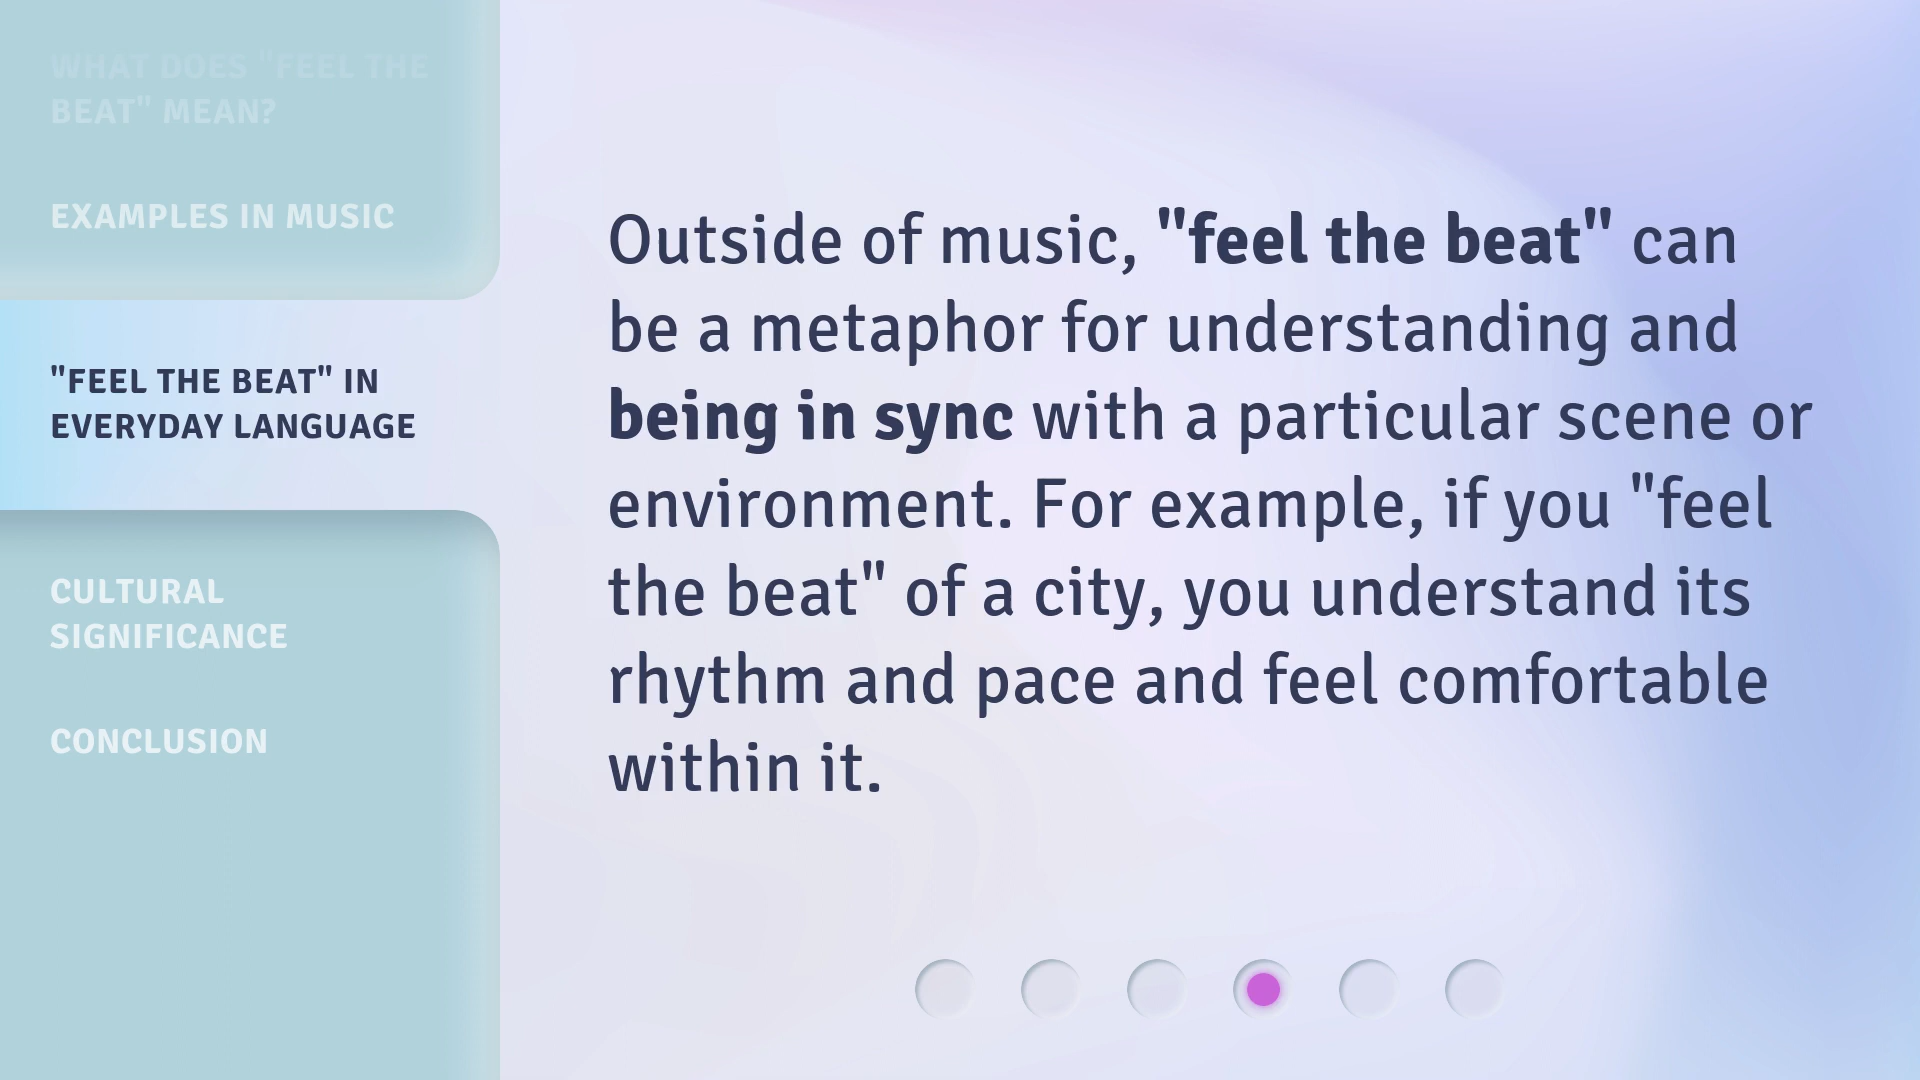 WHAT DOES "FEEL THE
BEAT" MEAN?
EXAMPLES IN MUSIC
"FEEL THE BEAT" IN
EVERYDAY LANGUAGE
CULTURAL
SIGNIFICANCE
CONCLUSION
Outside of music, "feel the beat" can
be a metaphor for understanding and
being in sync with a particular scene or
environment. For example, if you "feel
the beat" of a city, you understand its
rhythm and pace and feel comfortable
within it.